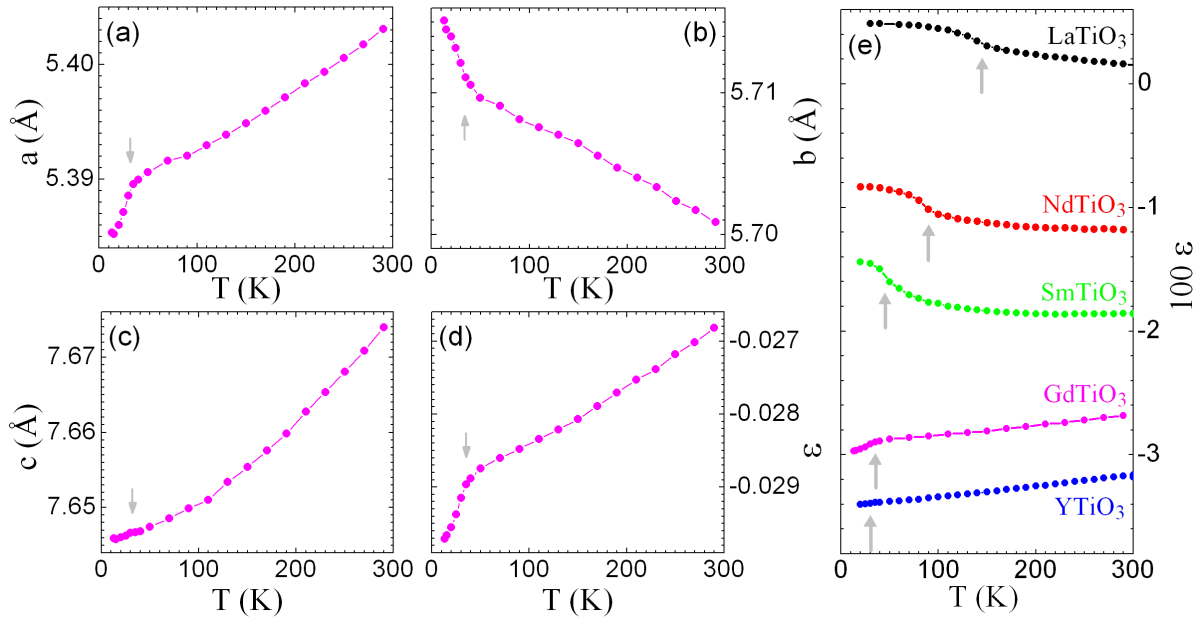 (a)
5.40
5.39
a (Å)
0 100 200 300
T (K)
(b)
5.71
5.70
b (Å)
0 100 200 300
T (K)
(c)
7.67
7.66
7.65
c (Å)
0 100 200 300
T (K)
(d)
-0.027
-0.028
-0.029
ε
0 100 200 300
T (K)
(e)
LaTiO3
NdTiO3
SmTiO3
GdTiO3
YTiO3
0
-1
-2
-3
100 ε
0 100 200 300
T (K)